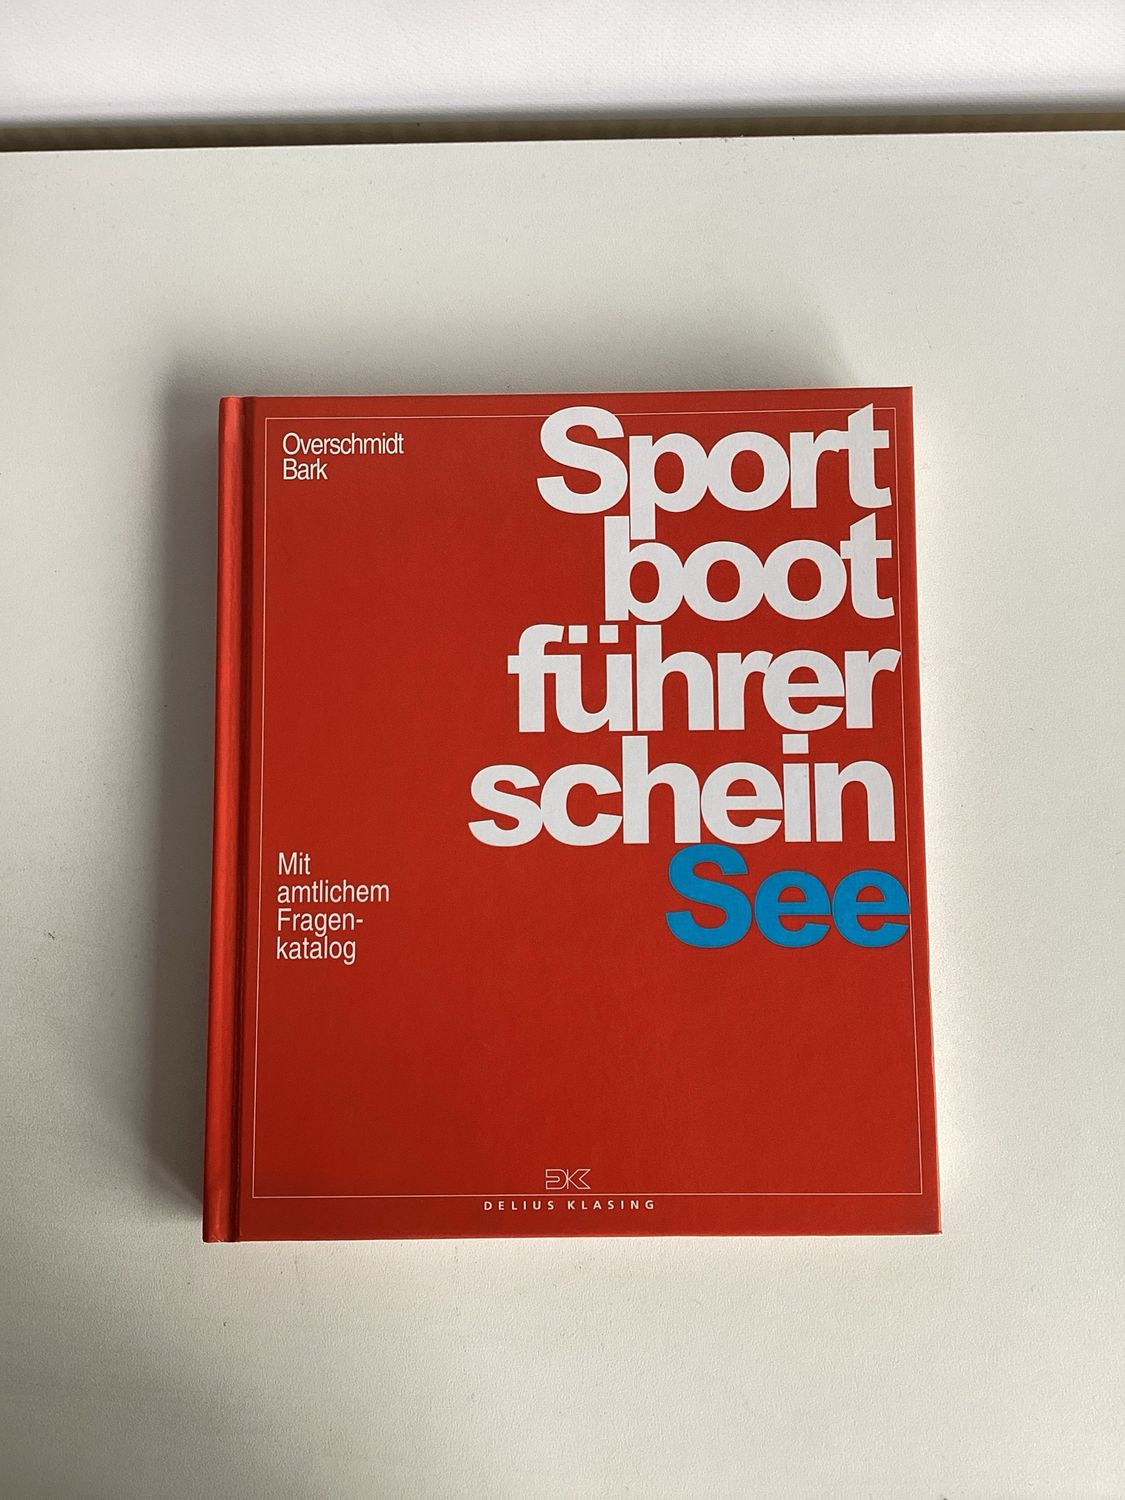 Overschmidt
Bark
Sport
boot
führer
schein
See
Mit
amtlichem
Fragen-
katalog
DK
DELIUS KLASING